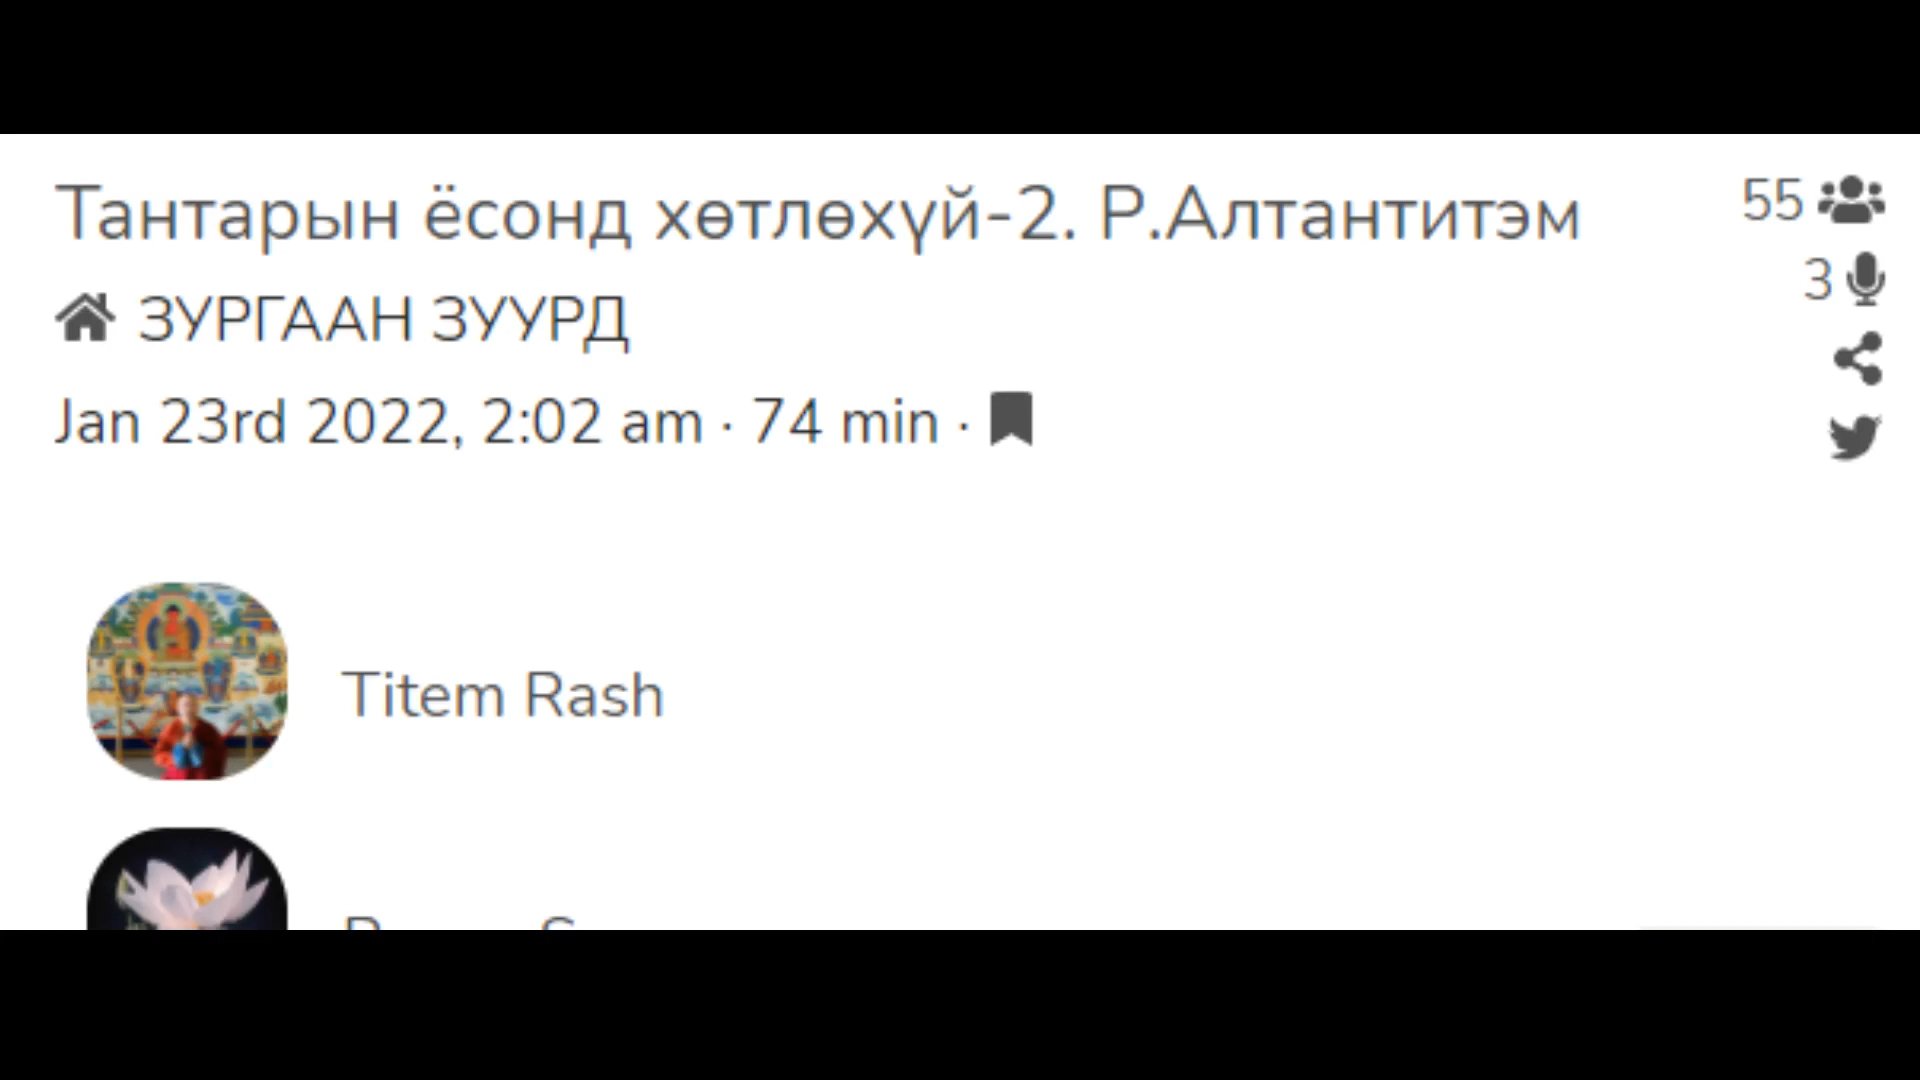 Тантарын ёсонд хөтлөхүй-2. Р.Алтантитэм
55
3
ЗУРГААН ЗУУРД
Jan 23rd 2022, 2:02 am · 74 min ·
Titem Rash